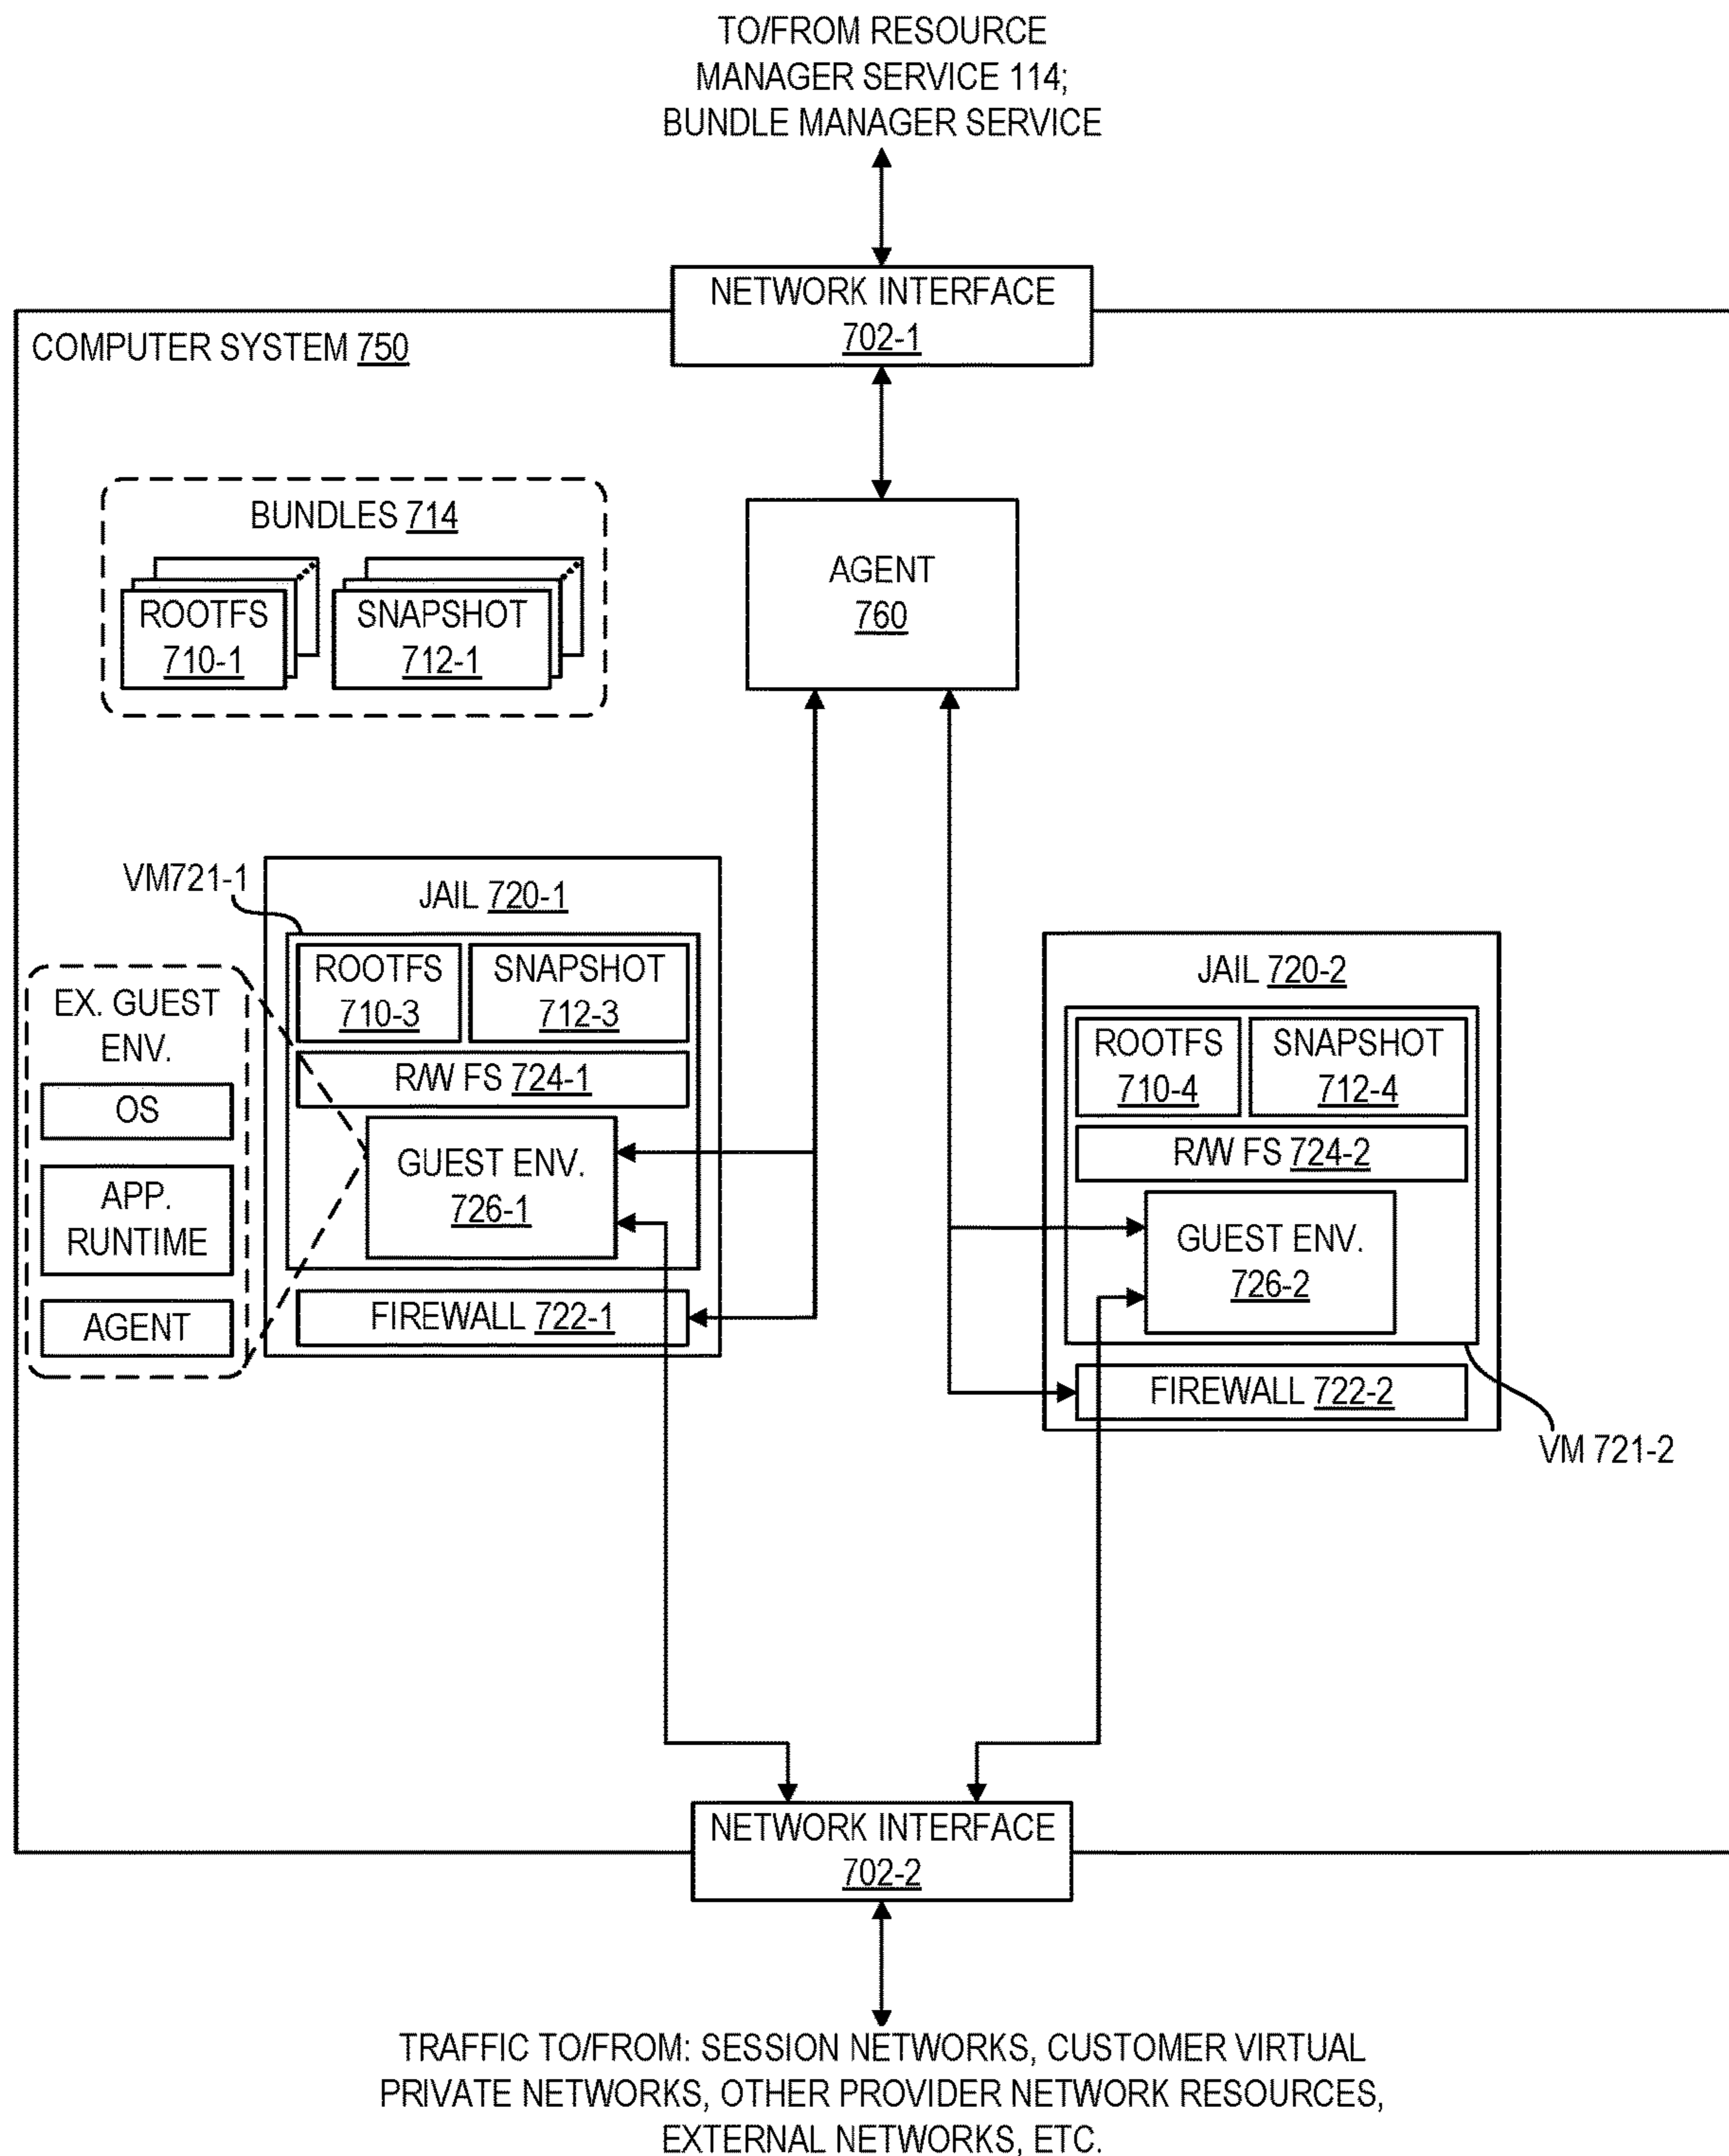 TO/FROM RESOURCE
MANAGER SERVICE 114;
BUNDLE MANAGER SERVICE
NETWORK INTERFACE
702-1
COMPUTER SYSTEM 750
BUNDLES 714
ROOTFS
710-1
SNAPSHOT
712-1
AGENT
760
VM721-1
JAIL 720-1
ROOTFS
710-3
SNAPSHOT
712-3
R/W FS 724-1
GUEST ENV.
726-1
FIREWALL 722-1
EX. GUEST
ENV.
OS
APP.
RUNTIME
AGENT
JAIL 720-2
ROOTFS
710-4
SNAPSHOT
712-4
R/W FS 724-2
GUEST ENV.
726-2
FIREWALL 722-2
VM 721-2
NETWORK INTERFACE
702-2
TRAFFIC TO/FROM: SESSION NETWORKS, CUSTOMER VIRTUAL
PRIVATE NETWORKS, OTHER PROVIDER NETWORK RESOURCES,
EXTERNAL NETWORKS, ETC.